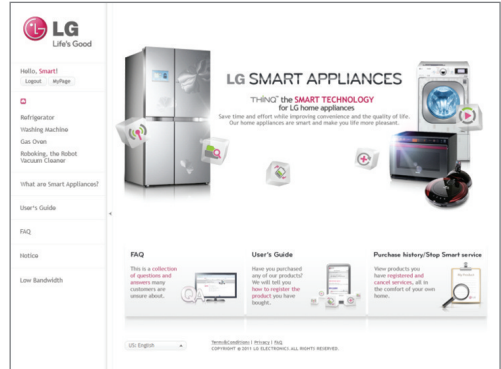 LG
Life's Good
Hello, Smart!
Logout MyPage
Refrigerator
Washing Machine
Gas Oven
Roboking, the Robot
Vacuum Cleaner
What are Smart Appliances?
User's Guide
FAQ
Notice
Low Bandwidth
LG SMART APPLIANCES
THINQ™ the SMART TECHNOLOGY
for LG home appliances
Save time and effort while improving convenience and the quality of life.
Our home appliances are smart and make you life more pleasant.
FAQ
This is a collection
of questions and
answers many
customers are
unsure about.
QA
User's Guide
Have you purchased
any of our products?
We will tell you
how to register the
product you have
bought.
Purchase history/Stop Smart service
View products you
have registered and
cancel services, all in
the comfort of your own
home.
US: English
Term&Conditions | Privacy | FAQ
COPYRIGHT © 2011 LG ELECTRONICS. ALL RIGHTS RESERVED.